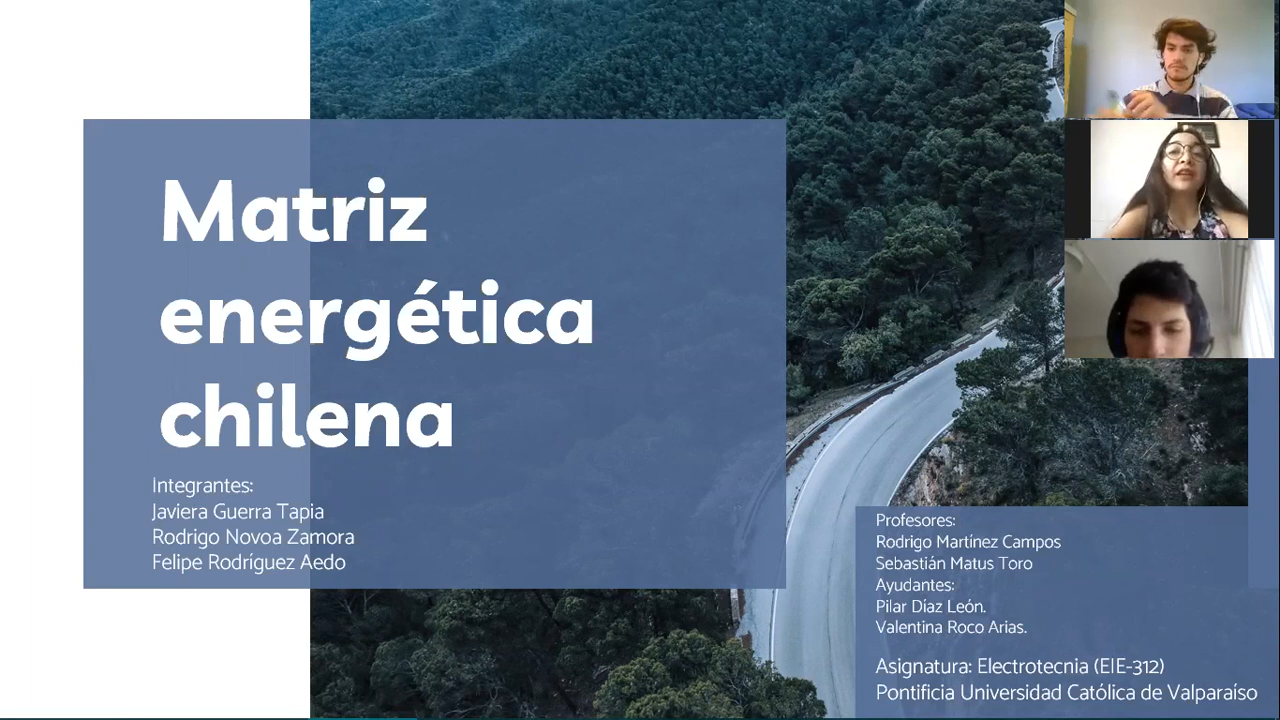 Matriz
energética
chilena
Integrantes:
Javiera Guerra Tapia
Rodrigo Novoa Zamora
Felipe Rodríguez Aedo
Profesores:
Rodrigo Martínez Campos
Sebastián Matus Toro
Ayudantes:
Pilar Díaz León.
Valentina Roco Arias.
Asignatura: Electrotecnia (EIE-312)
Pontificia Universidad Católica de Valparaíso